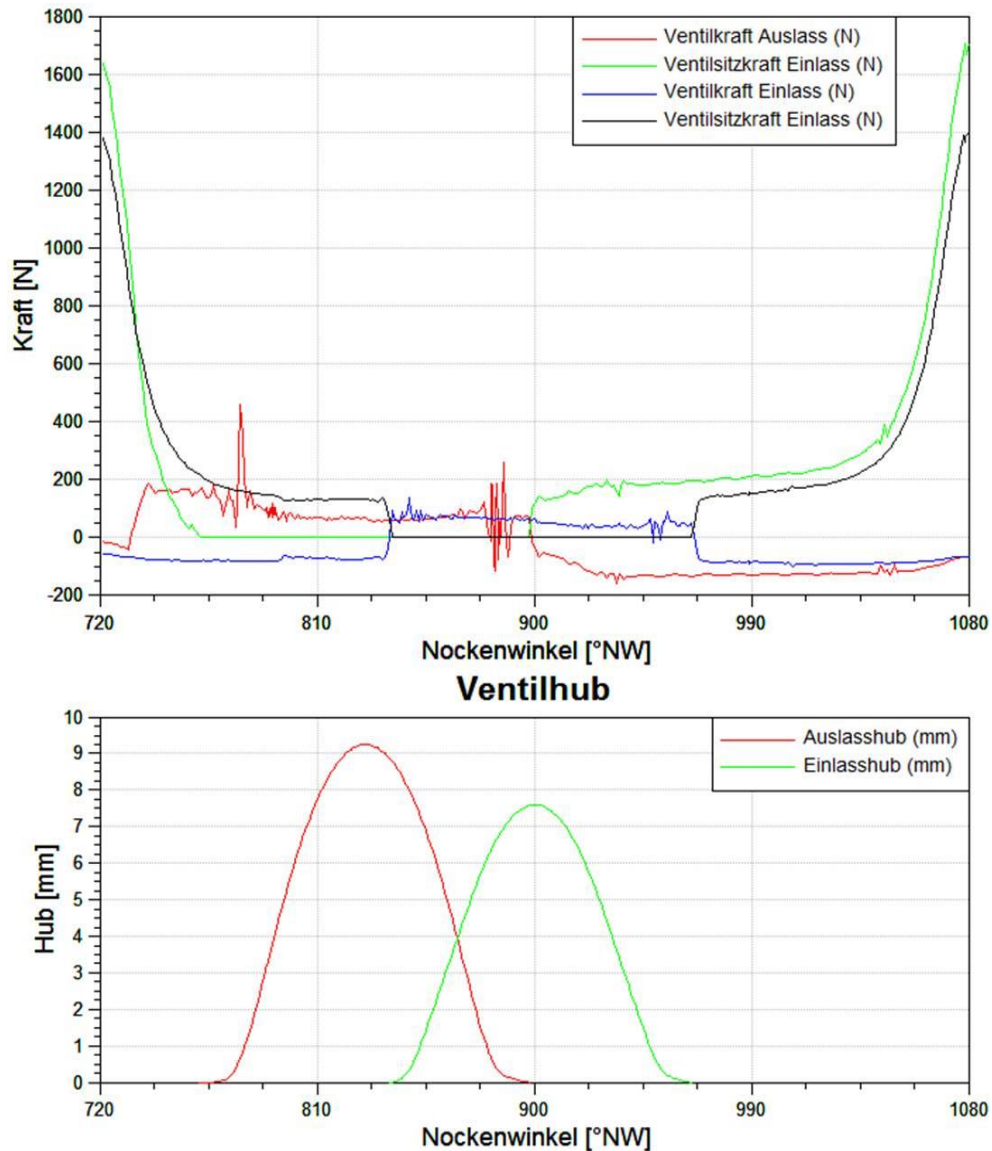 1800
1600
1400
1200
1000
800
600
400
200
0
-200
Kraft [N]
Ventilkraft Auslass (N)
Ventilsitzkraft Einlass (N)
Ventilkraft Einlass (N)
Ventilsitzkraft Einlass (N)
720 810 900 990 1080
Nockenwinkel [°NW]
Ventilhub
10
9
8
7
6
5
4
3
2
1
0
Hub [mm]
Auslasshub (mm)
Einlasshub (mm)
720 810 900 990 1080
Nockenwinkel [°NW]